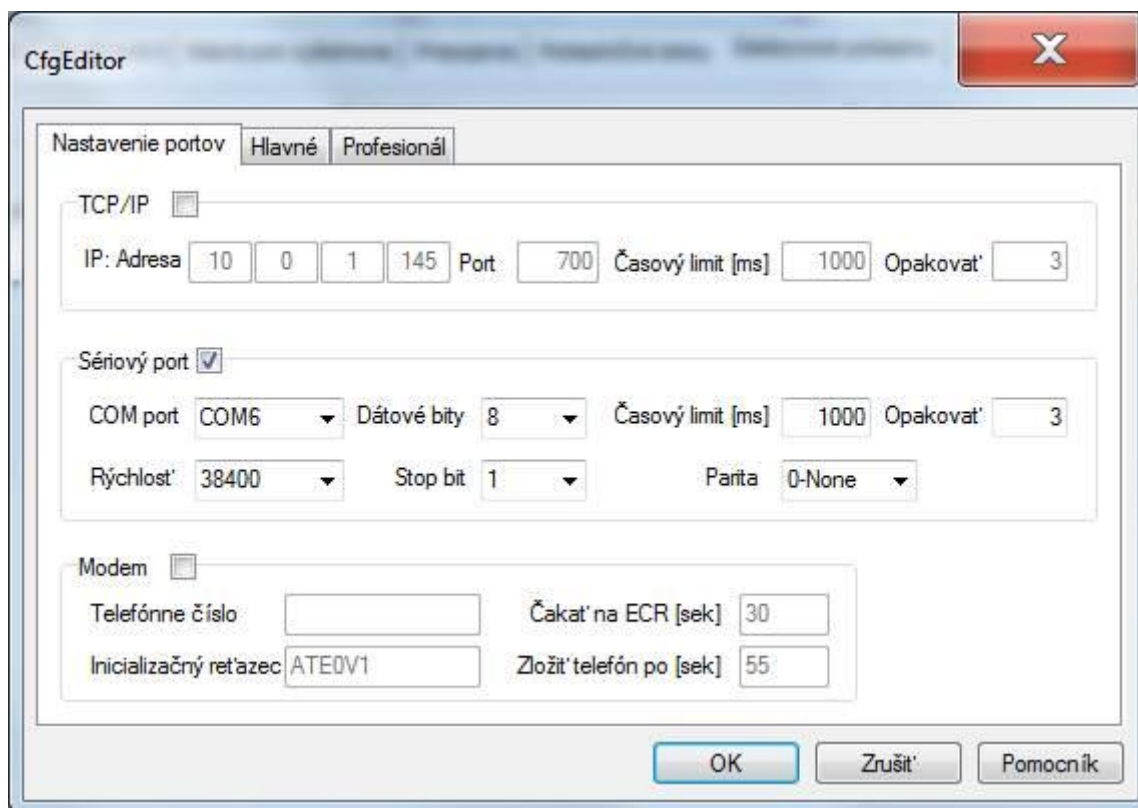 CfgEditor
Nastavenie portov Hlavné Profesionál
TCP/IP
IP: Adresa 10 0 1 145 Port 700 Časový limit [ms] 1000 Opakovať 3
Sériový port
COM port COM6 Dátové bity 8 Časový limit [ms] 1000 Opakovať 3
Rýchlosť 38400 Stop bit 1 Parita 0-None
Modem
Telefónne číslo Čakať na ECR [sek] 30
Inicializačný reťazec ATE0V1 Zložiť telefón po [sek] 55
OK Zrušiť Pomocník